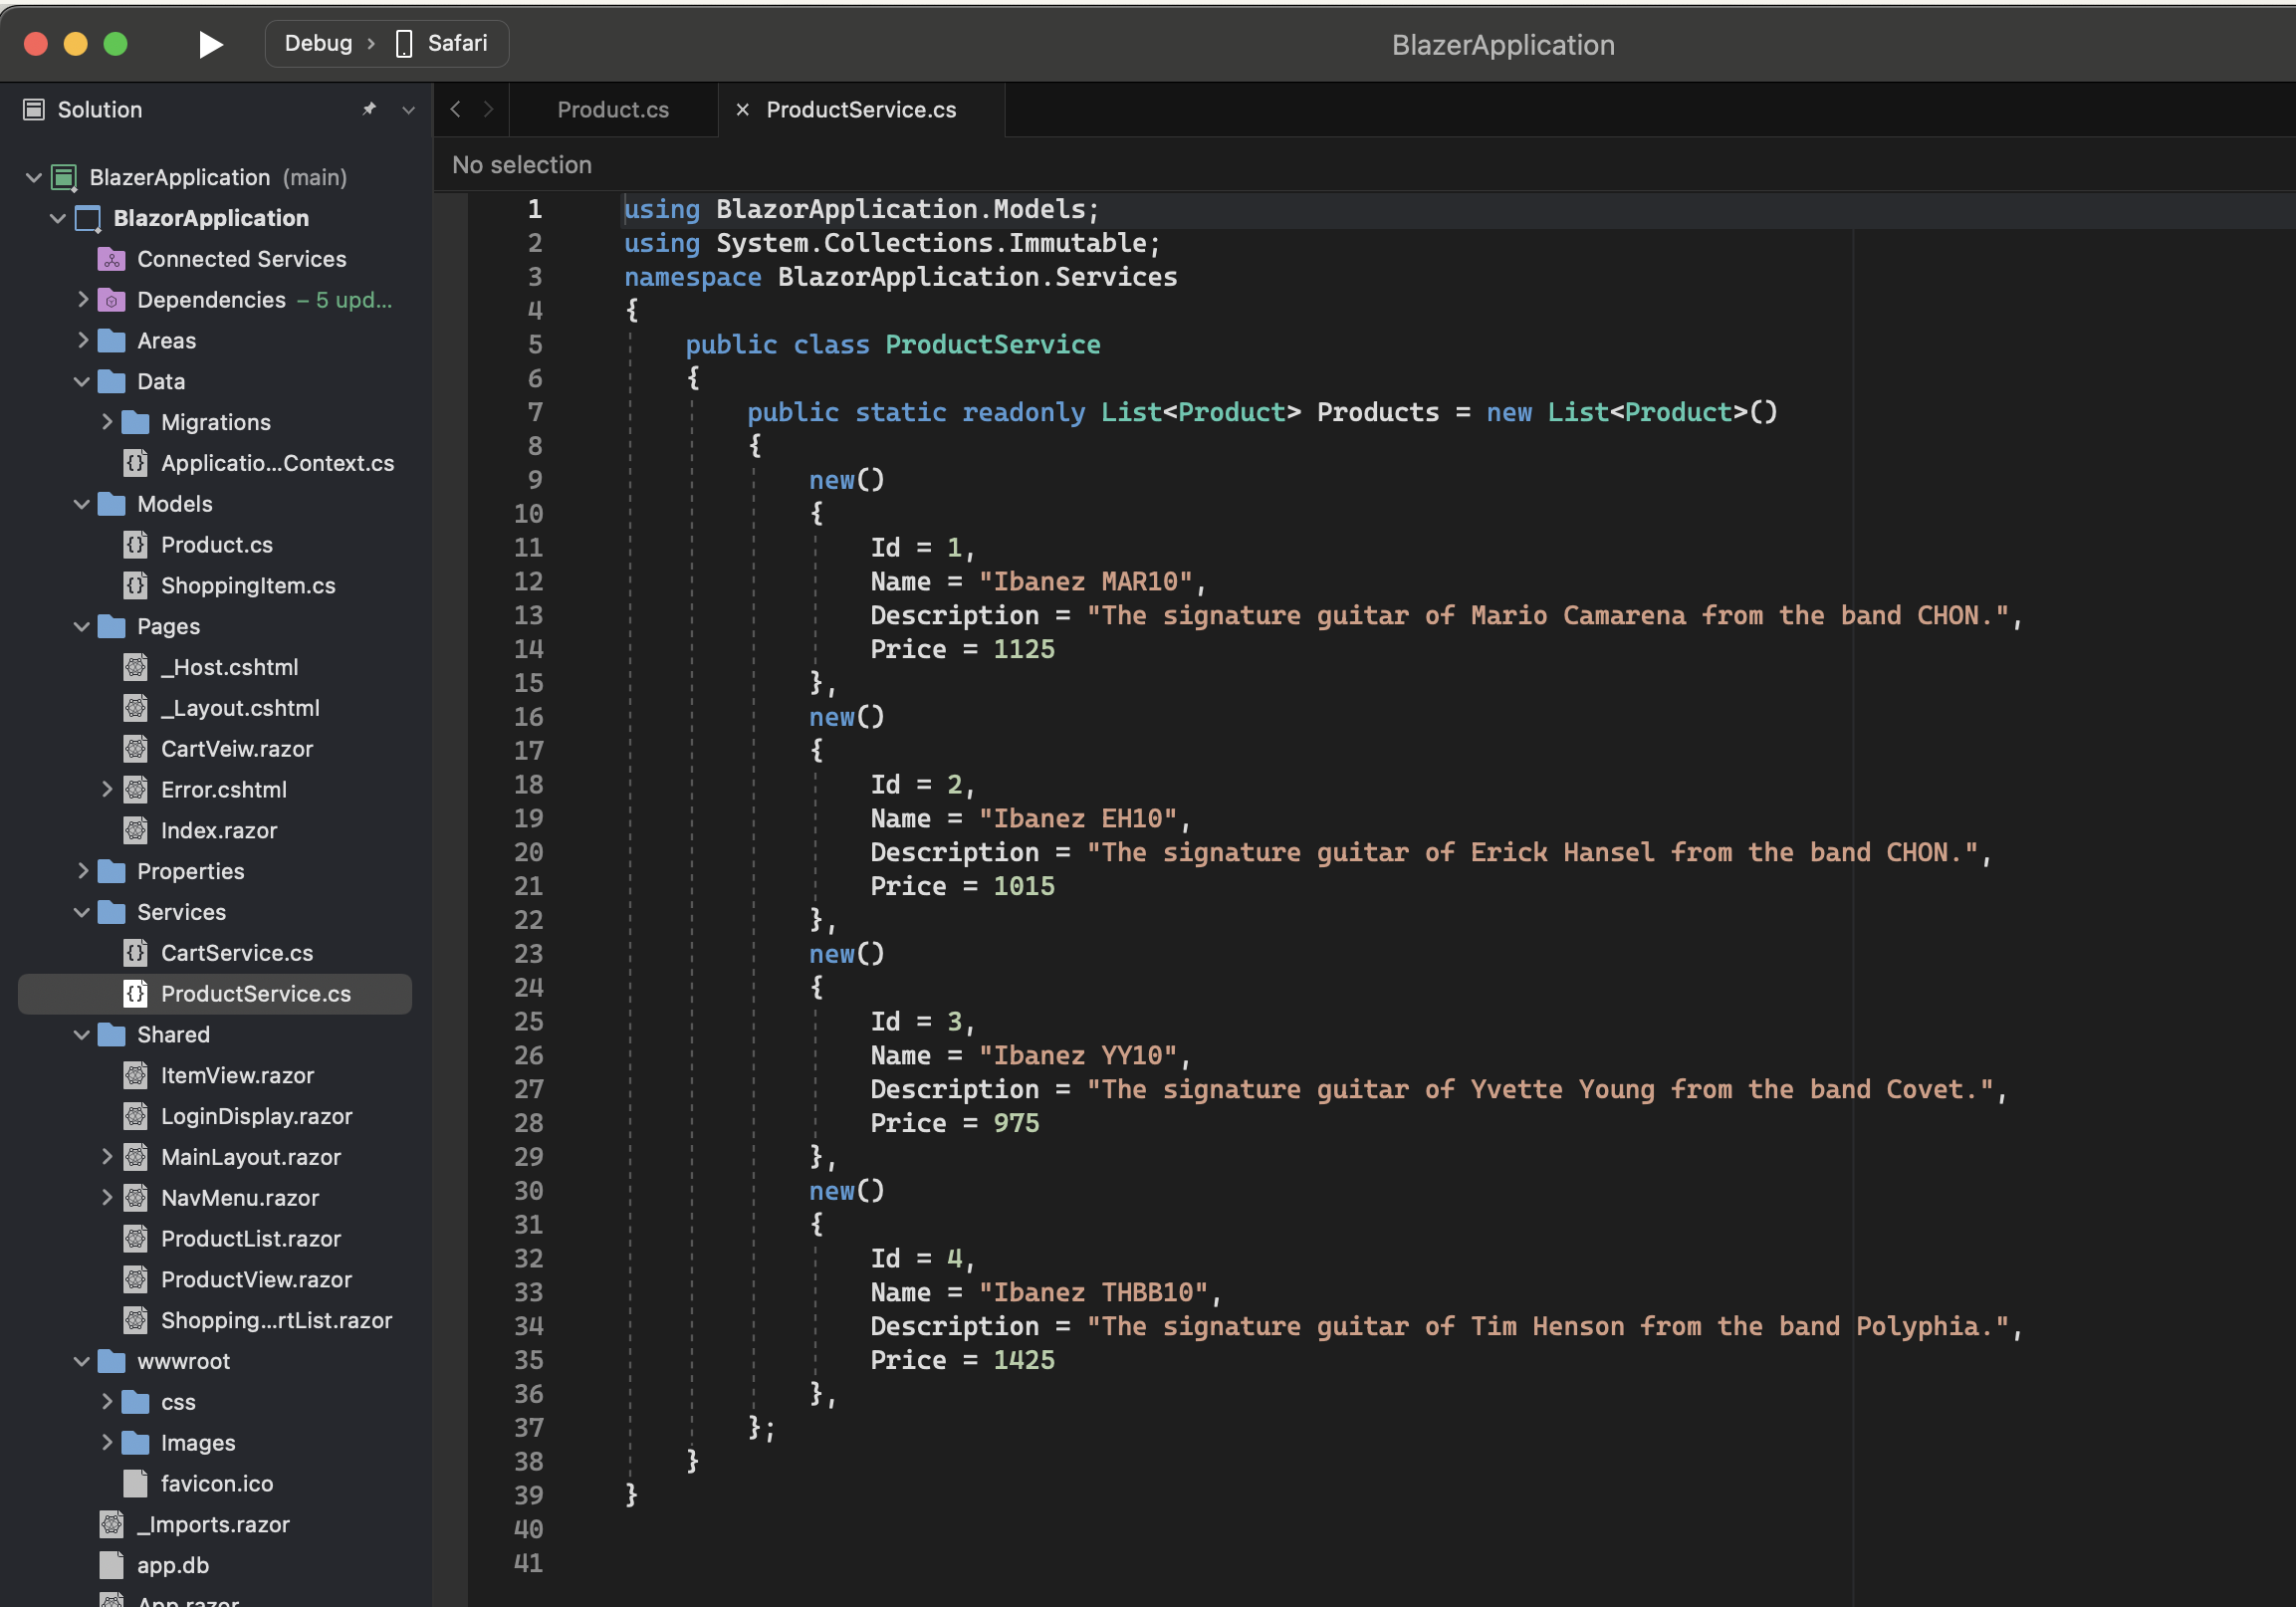 Debug › Safari
BlazerApplication
Solution
Product.cs
× ProductService.cs
No selection
BlazerApplication (main)
BlazorApplication
Connected Services
Dependencies – 5 upd...
Areas
Data
Migrations
Applicatio...Context.cs
Models
Product.cs
ShoppingItem.cs
Pages
_Host.cshtml
_Layout.cshtml
CartVeiw.razor
Error.cshtml
Index.razor
Properties
Services
CartService.cs
ProductService.cs
Shared
ItemView.razor
LoginDisplay.razor
MainLayout.razor
NavMenu.razor
ProductList.razor
ProductView.razor
Shopping...rtList.razor
wwwroot
css
Images
favicon.ico
_Imports.razor
app.db
App.razor
1 using BlazorApplication.Models;
2 using System.Collections.Immutable;
3 namespace BlazorApplication.Services
4 {
5 public class ProductService
6 {
7 public static readonly List<Product> Products = new List<Product>()
8 {
9 new()
10 {
11 Id = 1,
12 Name = "Ibanez MAR10",
13 Description = "The signature guitar of Mario Camarena from the band CHON.",
14 Price = 1125
15 },
16 new()
17 {
18 Id = 2,
19 Name = "Ibanez EH10",
20 Description = "The signature guitar of Erick Hansel from the band CHON.",
21 Price = 1015
22 },
23 new()
24 {
25 Id = 3,
26 Name = "Ibanez YY10",
27 Description = "The signature guitar of Yvette Young from the band Covet.",
28 Price = 975
29 },
30 new()
31 {
32 Id = 4,
33 Name = "Ibanez THBB10",
34 Description = "The signature guitar of Tim Henson from the band Polyphia.",
35 Price = 1425
36 },
37 };
38 }
39 }
40
41